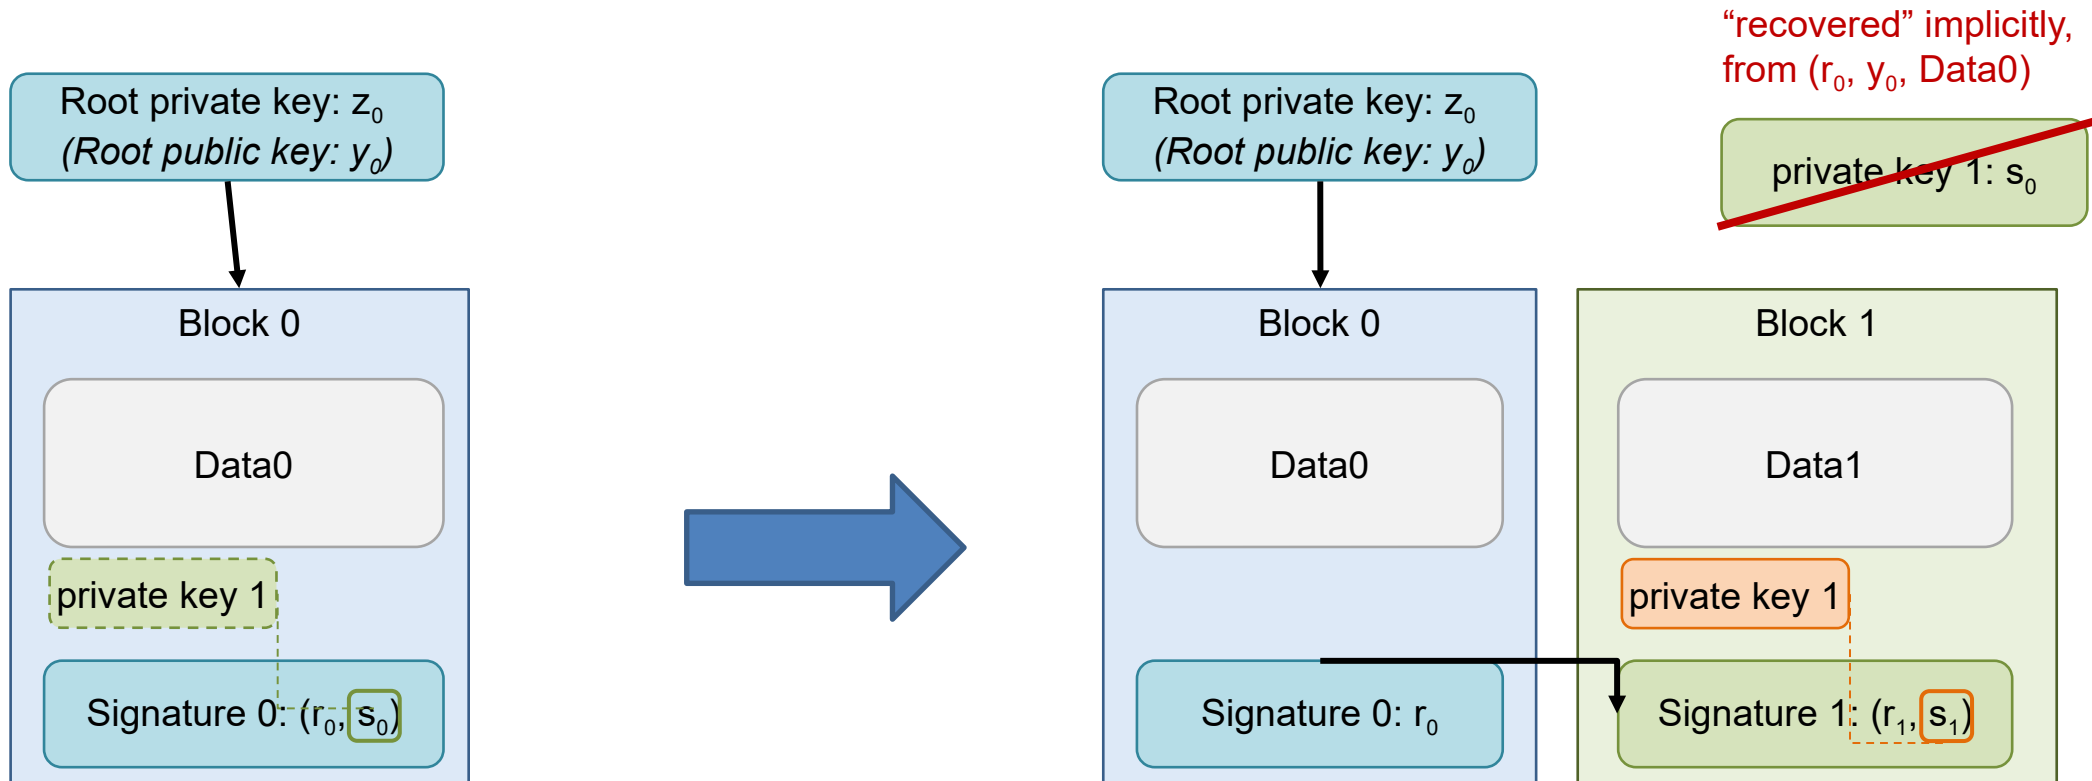 “recovered” implicitly,
from (r₀, y₀, Data0)
Root private key: z₀
(Root public key: y₀)
Root private key: z₀
(Root public key: y₀)
private key 1: s₀
Block 0
Block 0
Block 1
Data0
Data0
Data1
private key 1
private key 1
Signature 0: (r₀, s₀)
Signature 0: r₀
Signature 1: (r₁, s₁)